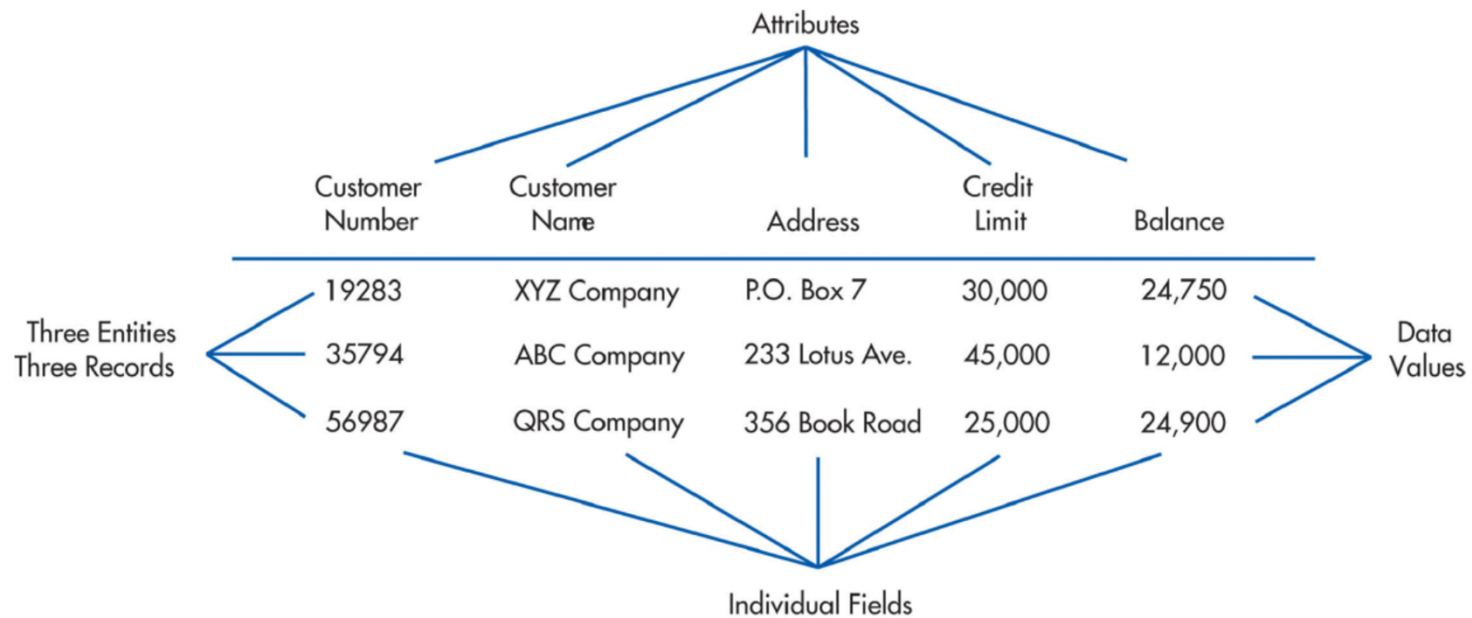 Attributes
Customer Number
Customer Name
Address
Credit Limit
Balance
19283 XYZ Company P.O. Box 7 30,000 24,750
Three Entities
Three Records
35794 ABC Company 233 Lotus Ave. 45,000 12,000
Data
Values
56987 QRS Company 356 Book Road 25,000 24,900
Individual Fields